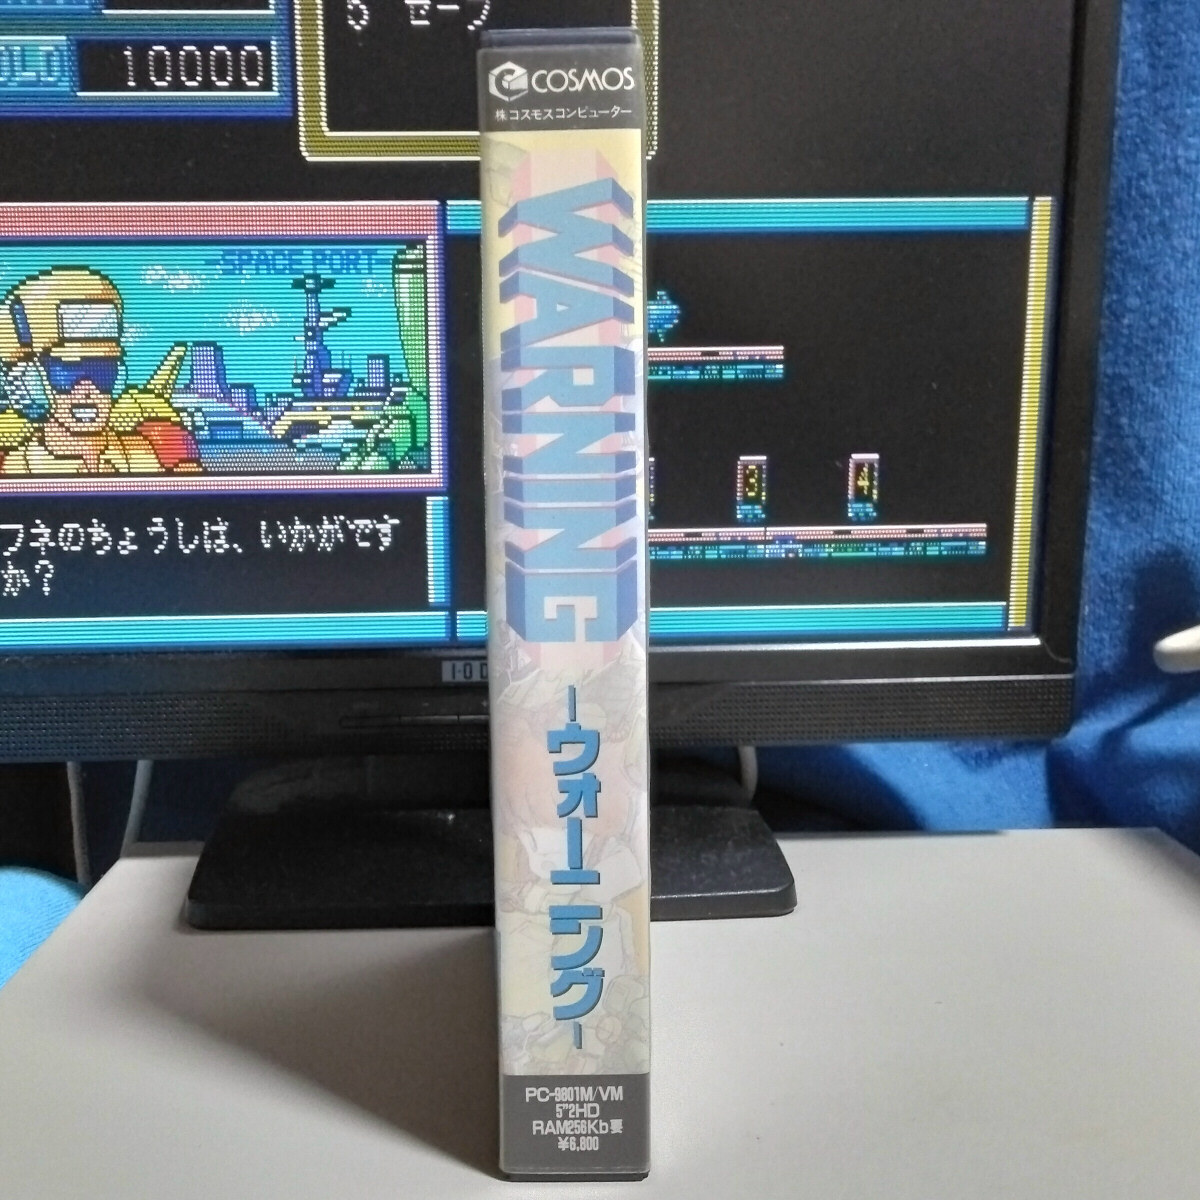 セーブ
10000
COSMOS
株コスモスコンピューター
WARNING
SPACE PORT
フネのちょうしは、いかがです
か?
3
4
I·O D
-ウォーニング-
PC-9801M/VM
5"2HD
RAM256Kb要
¥6,800